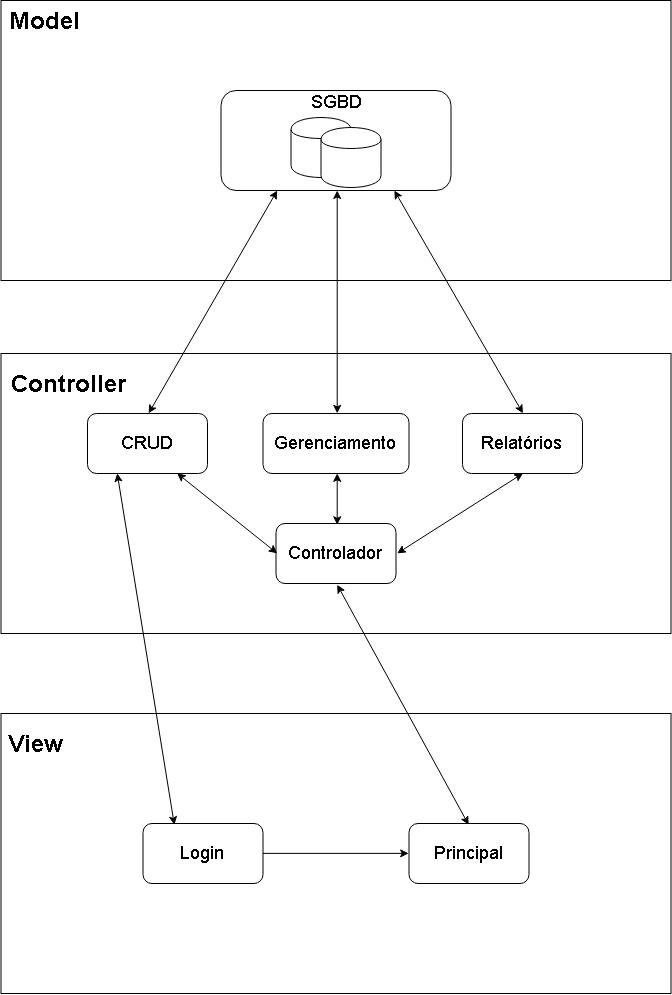 Model
SGBD
Controller
CRUD
Gerenciamento
Relatórios
Controlador
View
Login
Principal